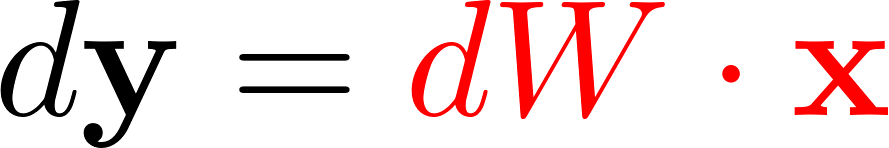 d𝐲 = dW · 𝐱